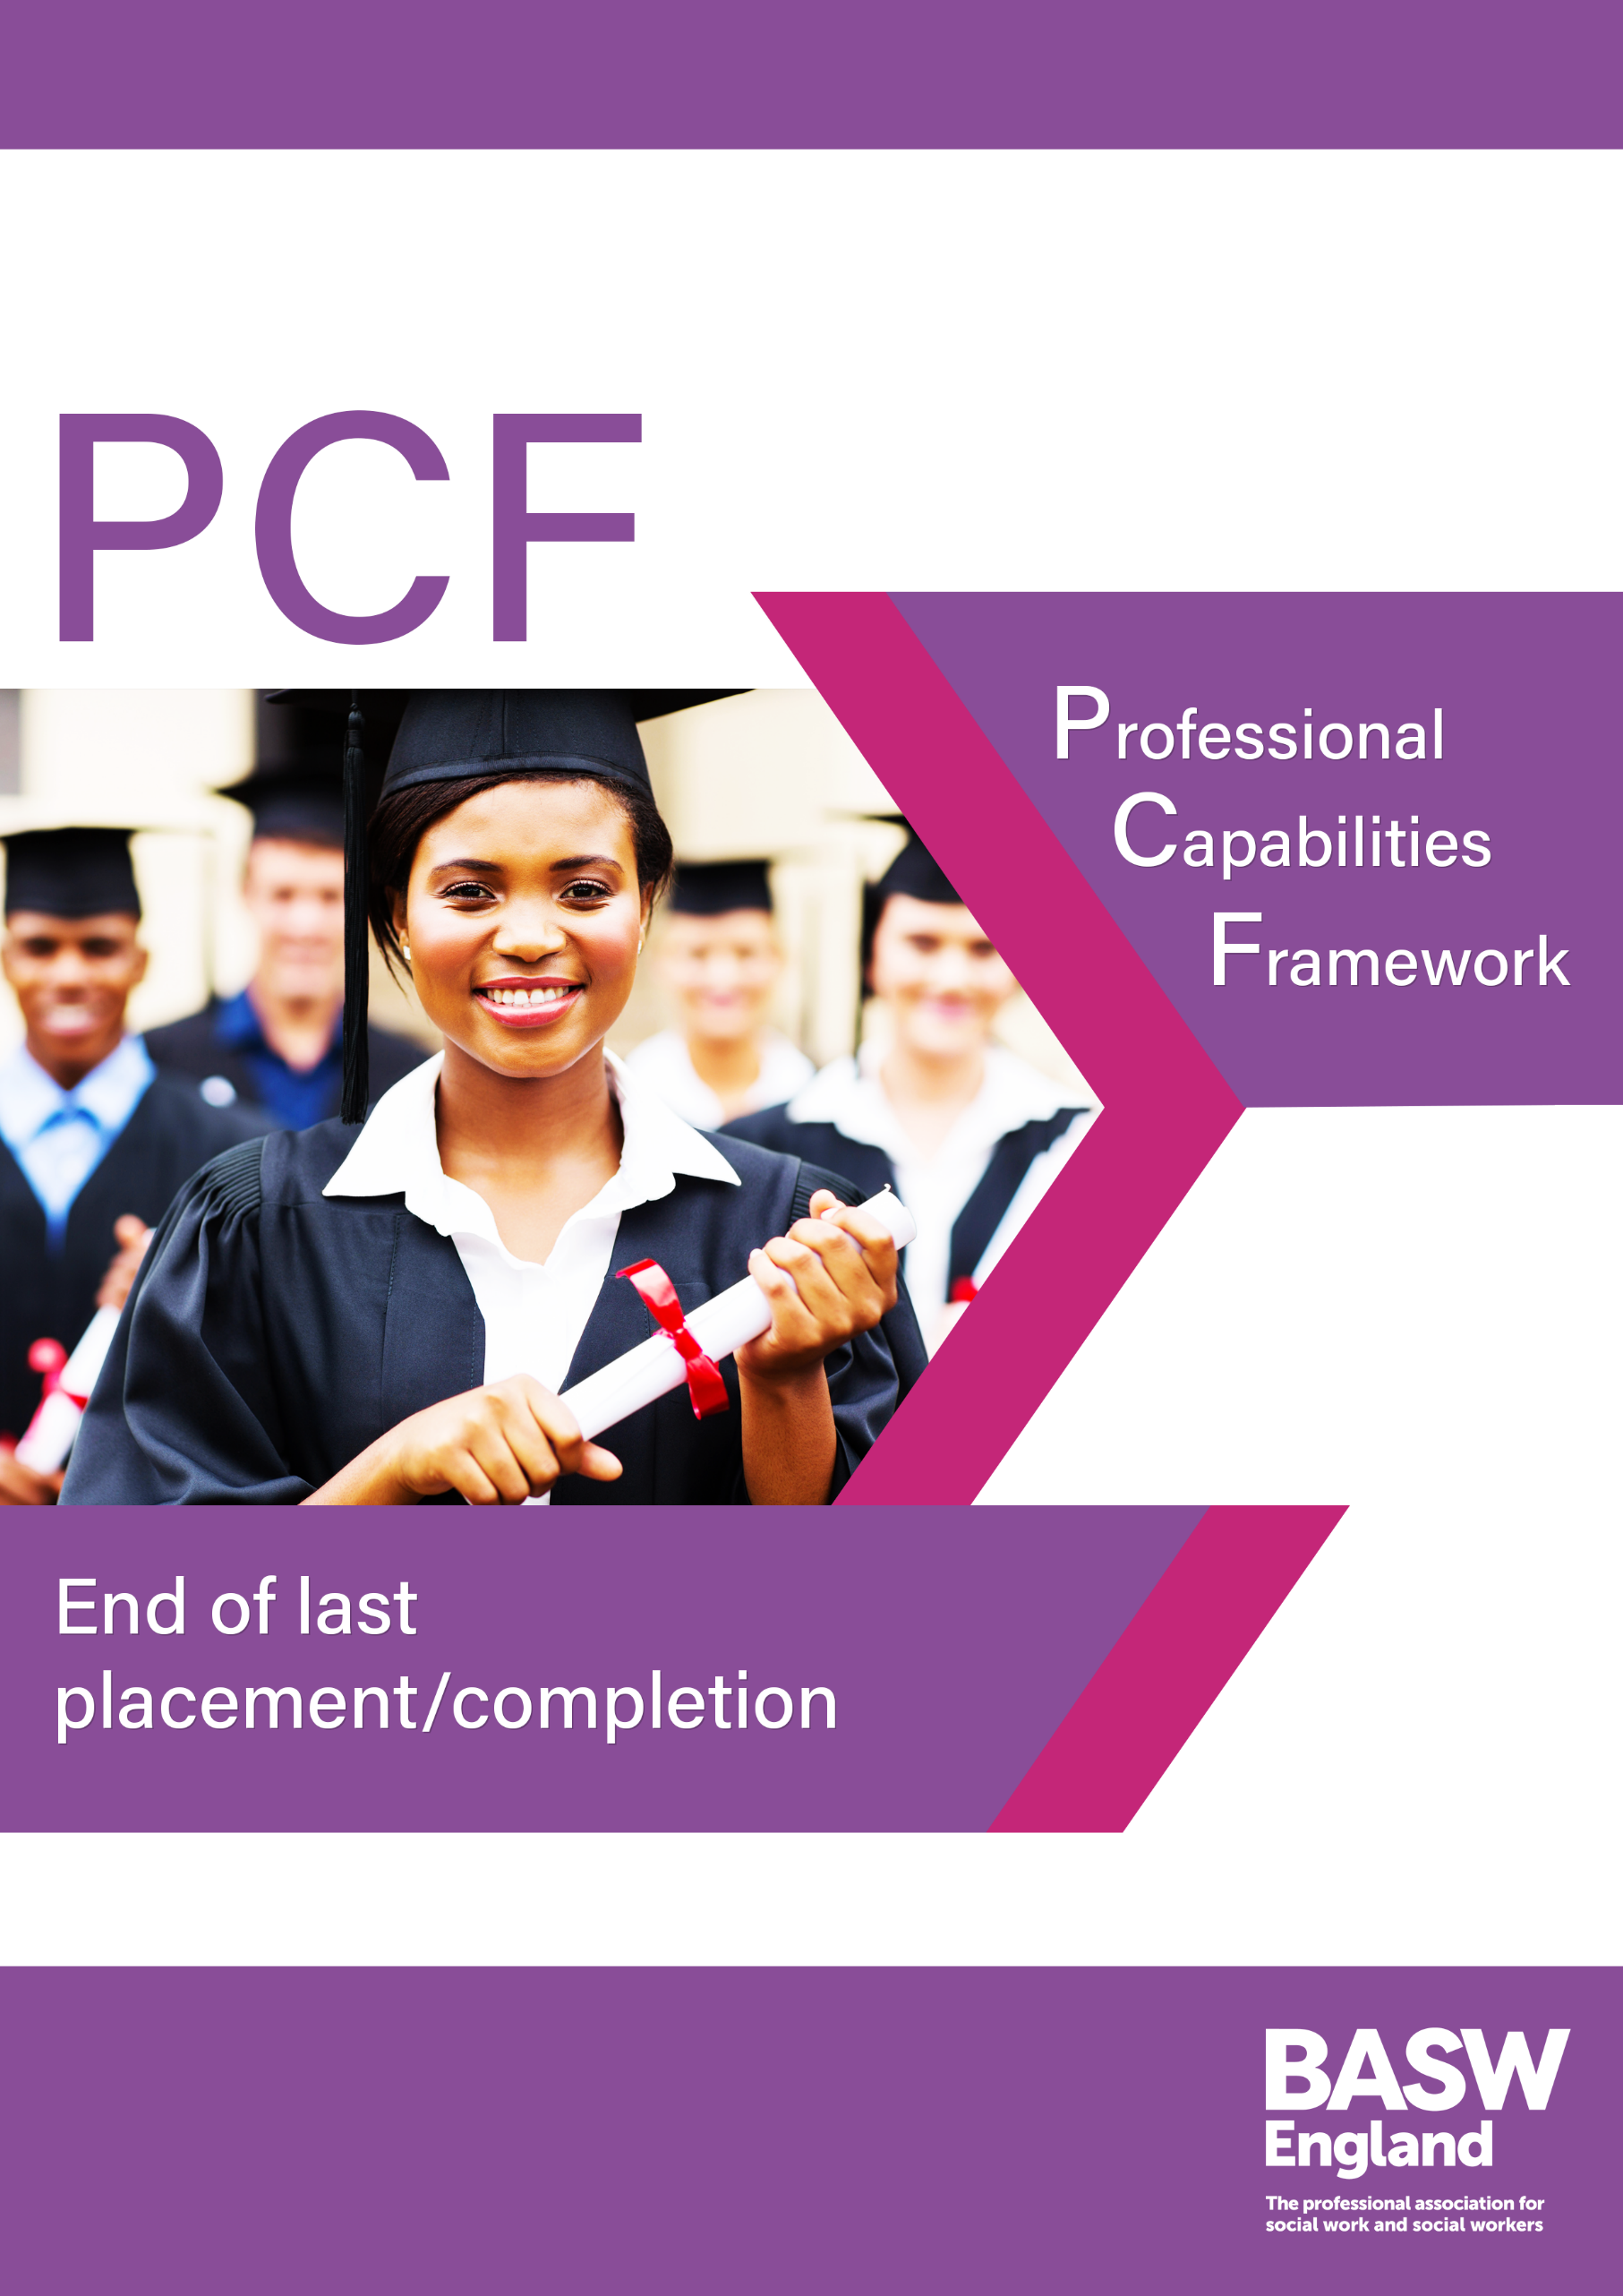 PCF
Professional
Capabilities
Framework
End of last
placement/completion
BASW
England
The professional association for
social work and social workers